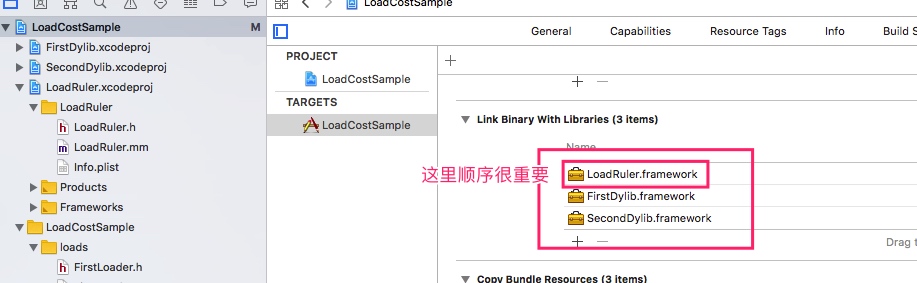 LoadCostSample
LoadCostSample M
FirstDylib.xcodeproj
SecondDylib.xcodeproj
LoadRuler.xcodeproj
LoadRuler
LoadRuler.h
LoadRuler.mm
Info.plist
Products
Frameworks
LoadCostSample
loads
FirstLoader.h
General Capabilities Resource Tags Info Build S
PROJECT
LoadCostSample
TARGETS
LoadCostSample
Link Binary With Libraries (3 items)
Name
这里顺序很重要
LoadRuler.framework
FirstDylib.framework
SecondDylib.framework
Drag t
Copy Bundle Resources (3 items)